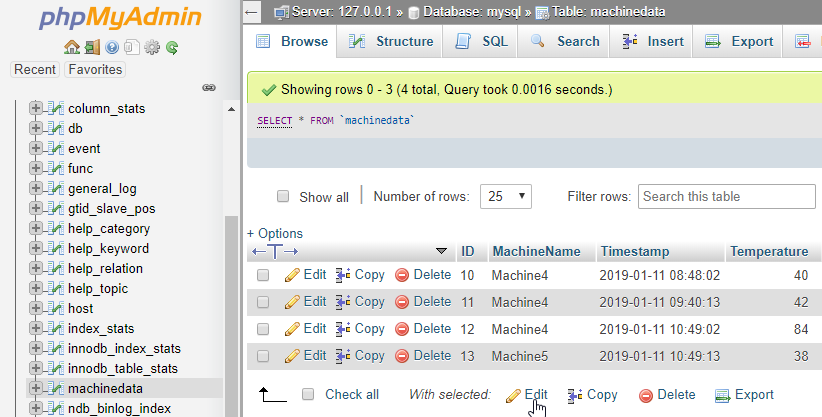 phpMyAdmin
Recent Favorites
column_stats
db
event
func
general_log
gtid_slave_pos
help_category
help_keyword
help_relation
help_topic
host
index_stats
innodb_index_stats
innodb_table_stats
machinedata
ndb_binlog_index
Server: 127.0.0.1 » Database: mysql » Table: machinedata
Browse Structure SQL Search Insert Export
Showing rows 0 - 3 (4 total, Query took 0.0016 seconds.)
SELECT * FROM `machinedata`
Show all Number of rows: 25 Filter rows: Search this table
+ Options
←T→ ID MachineName Timestamp Temperature
Edit Copy Delete 10 Machine4 2019-01-11 08:48:02 40
Edit Copy Delete 11 Machine4 2019-01-11 09:40:13 42
Edit Copy Delete 12 Machine4 2019-01-11 10:49:02 84
Edit Copy Delete 13 Machine5 2019-01-11 10:49:13 38
Check all With selected: Edit Copy Delete Export